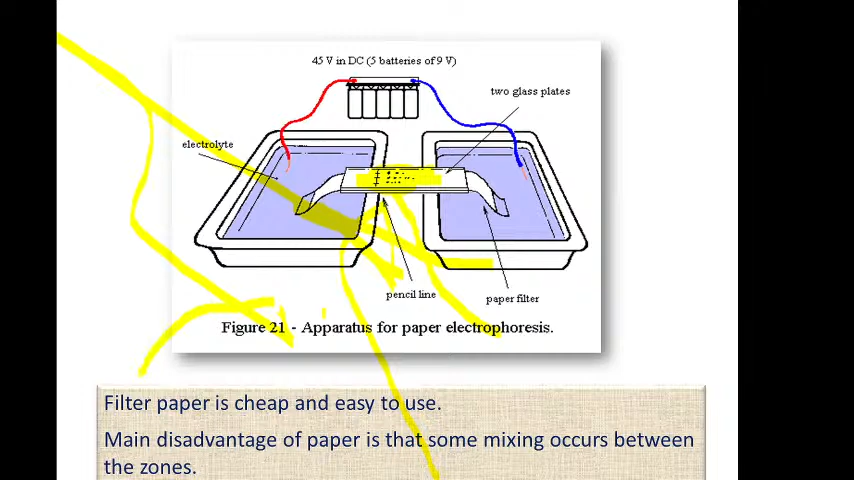 45 V in DC (5 batteries of 9 V)
two glass plates
electrolyte
pencil line
paper filter
Figure 21 - Apparatus for paper electrophoresis.
Filter paper is cheap and easy to use.
Main disadvantage of paper is that some mixing occurs between
the zones.